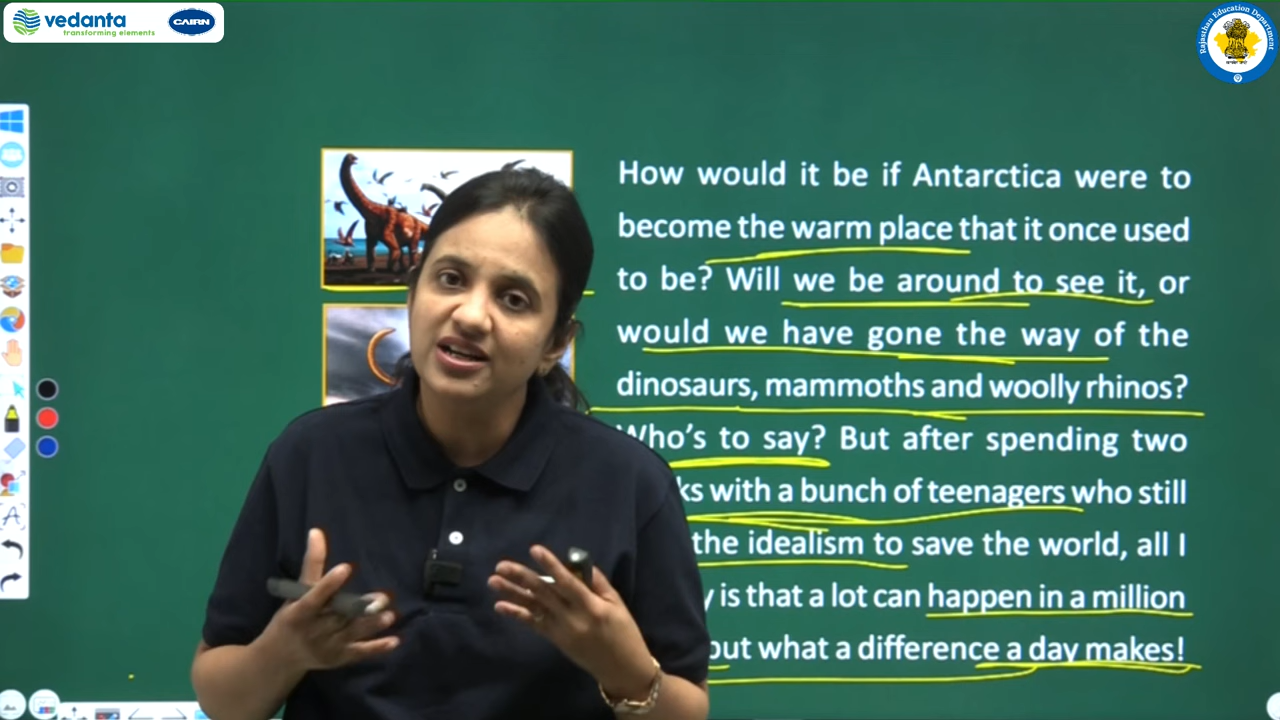 vedanta
transforming elements
CAIRN
Rajasthan Education Department
How would it be if Antarctica were to
become the warm place that it once used
to be? Will we be around to see it, or
would we have gone the way of the
dinosaurs, mammoths and woolly rhinos?
Who's to say? But after spending two
ks with a bunch of teenagers who still
the idealism to save the world, all I
y is that a lot can happen in a million
but what a difference a day makes!